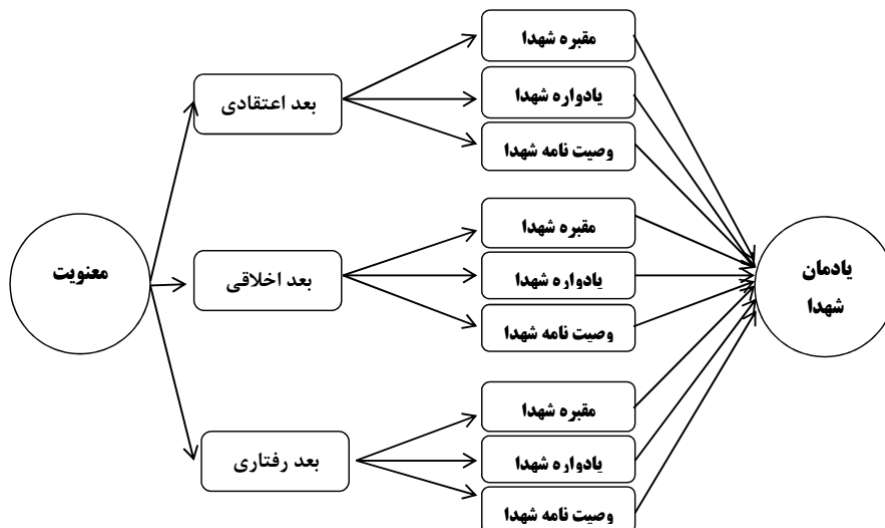 معنویت
بعد اعتقادی
مقبره شهدا
یادواره شهدا
وصیت نامه شهدا
بعد اخلاقی
مقبره شهدا
یادواره شهدا
وصیت نامه شهدا
بعد رفتاری
مقبره شهدا
یادواره شهدا
وصیت نامه شهدا
یادمان
شهدا